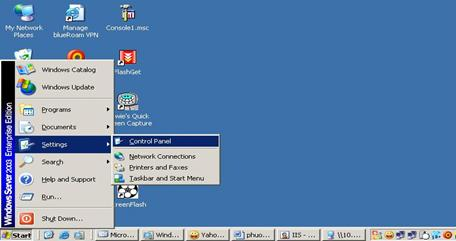 My Network
Places
Manage
blueRoam VPN
Console1.msc
FlashGet
wie's Quick
een Capture
reenFlash
Windows Server 2003 Enterprise Edition
Windows Catalog
Windows Update
Programs
Documents
Settings
Search
Help and Support
Run...
Shut Down...
Control Panel
Network Connections
Printers and Faxes
Taskbar and Start Menu
Start
Micro...
Wind...
Yaho...
phuo...
IIS - ...
\\10....